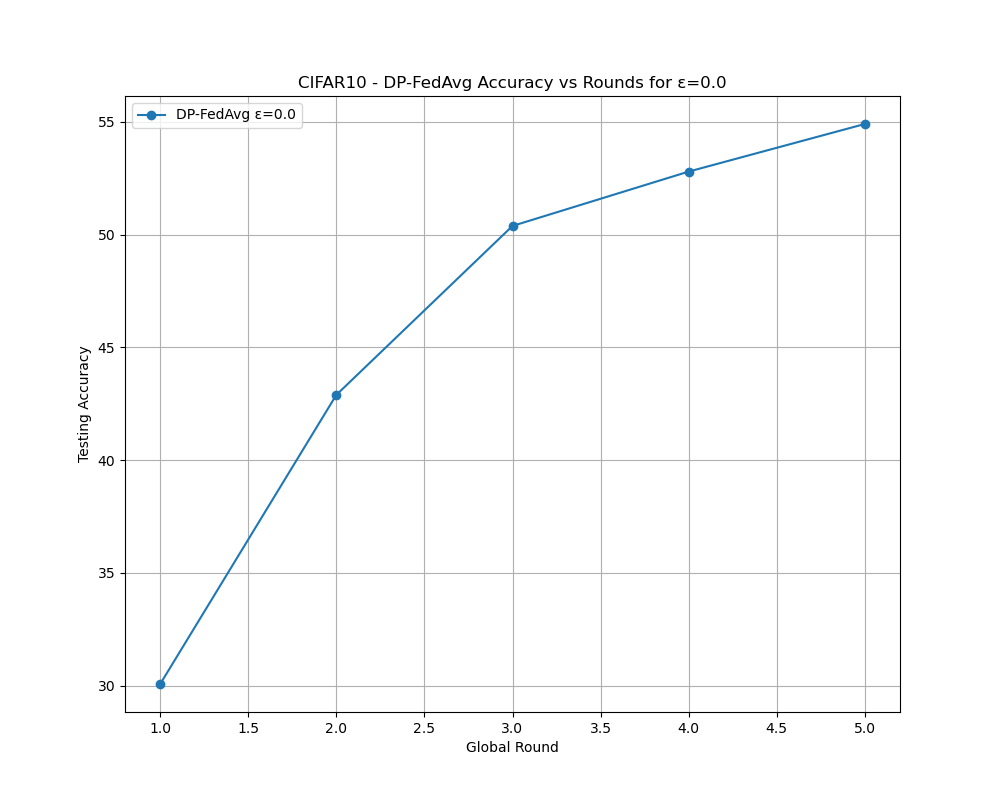 CIFAR10 - DP-FedAvg Accuracy vs Rounds for ε=0.0
DP-FedAvg ε=0.0
Testing Accuracy
55
50
45
40
35
30
1.0 1.5 2.0 2.5 3.0 3.5 4.0 4.5 5.0
Global Round